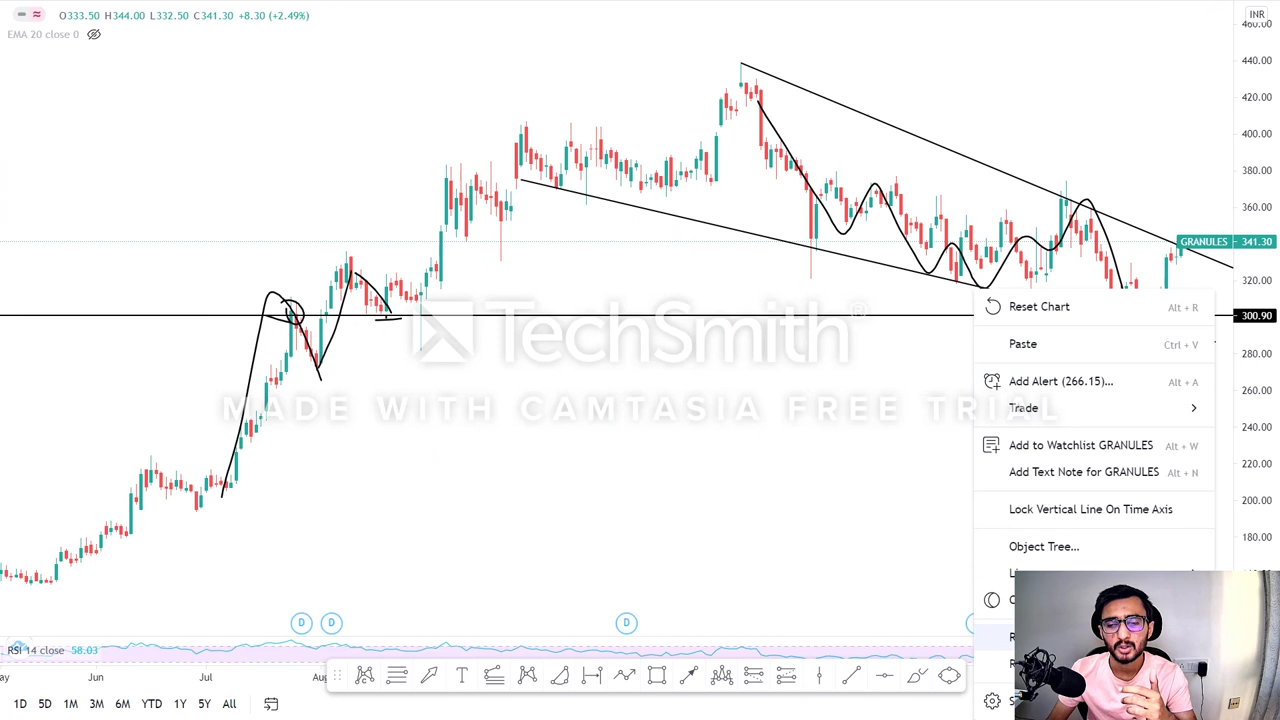 O333.50 H344.00 L332.50 C341.30 +8.30 (+2.49%)
EMA 20 close 0
INR
460.00
440.00
420.00
400.00
380.00
360.00
GRANULES 341.30
320.00
300.90
280.00
260.00
240.00
220.00
200.00
180.00
TechSmith®
MADE WITH CAMTASIA FREE TRIAL
Reset Chart Alt + R
Paste Ctrl + V
Add Alert (266.15)... Alt + A
Trade
Add to Watchlist GRANULES Alt + W
Add Text Note for GRANULES Alt + N
Lock Vertical Line On Time Axis
Object Tree...
D D D
RSI 14 close 58.03
Jun Jul
1D 5D 1M 3M 6M YTD 1Y 5Y All